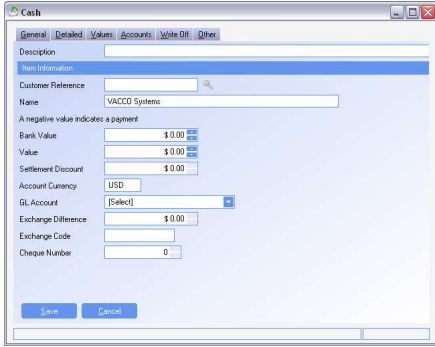 Cash
General Detailed Values Accounts Write Off Other
Description
Item Information
Customer Reference
Name VACCO Systems
A negative value indicates a payment
Bank Value $ 0.00
Value $ 0.00
Settlement Discount $ 0.00
Account Currency USD
GL Account [Select]
Exchange Difference $ 0.00
Exchange Code
Cheque Number 0
Save Cancel